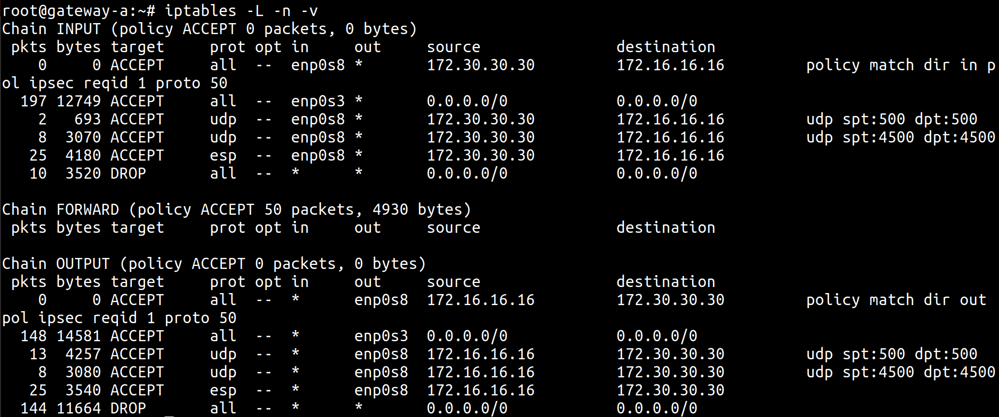 root@gateway-a:~# iptables -L -n -v
Chain INPUT (policy ACCEPT 0 packets, 0 bytes)
 pkts bytes target     prot opt in     out     source               destination
    0     0 ACCEPT     all  --  enp0s8 *       172.30.30.30         172.16.16.16         policy match dir in p
ol ipsec reqid 1 proto 50
  197 12749 ACCEPT     all  --  enp0s3 *       0.0.0.0/0            0.0.0.0/0
    2   693 ACCEPT     udp  --  enp0s8 *       172.30.30.30         172.16.16.16         udp spt:500 dpt:500
    8  3070 ACCEPT     udp  --  enp0s8 *       172.30.30.30         172.16.16.16         udp spt:4500 dpt:4500
   25  4180 ACCEPT     esp  --  enp0s8 *       172.30.30.30         172.16.16.16
   10  3520 DROP       all  --  *      *       0.0.0.0/0            0.0.0.0/0

Chain FORWARD (policy ACCEPT 50 packets, 4930 bytes)
 pkts bytes target     prot opt in     out     source               destination

Chain OUTPUT (policy ACCEPT 0 packets, 0 bytes)
 pkts bytes target     prot opt in     out     source               destination
    0     0 ACCEPT     all  --  *      enp0s8  172.16.16.16         172.30.30.30         policy match dir out
pol ipsec reqid 1 proto 50
  148 14581 ACCEPT     all  --  *      enp0s3  0.0.0.0/0            0.0.0.0/0
   13  4257 ACCEPT     udp  --  *      enp0s8  172.16.16.16         172.30.30.30         udp spt:500 dpt:500
    8  3080 ACCEPT     udp  --  *      enp0s8  172.16.16.16         172.30.30.30         udp spt:4500 dpt:4500
   25  3540 ACCEPT     esp  --  *      enp0s8  172.16.16.16         172.30.30.30
  144 11664 DROP       all  --  *      *       0.0.0.0/0            0.0.0.0/0